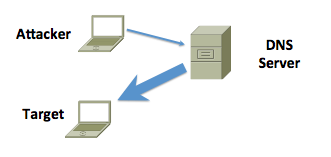 Attacker
DNS
Server
Target